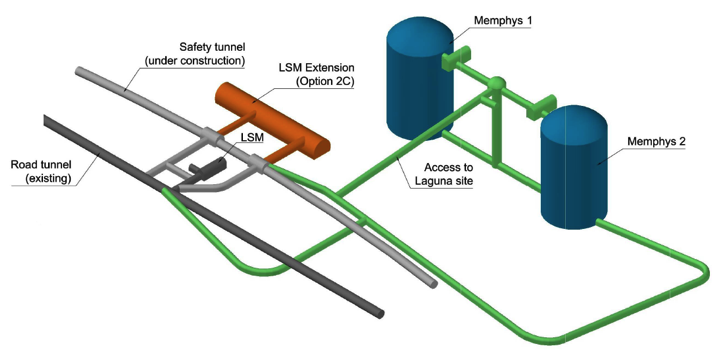 Memphys 1
Safety tunnel
(under construction)
LSM Extension
(Option 2C)
LSM
Road tunnel
(existing)
Access to
Laguna site
Memphys 2